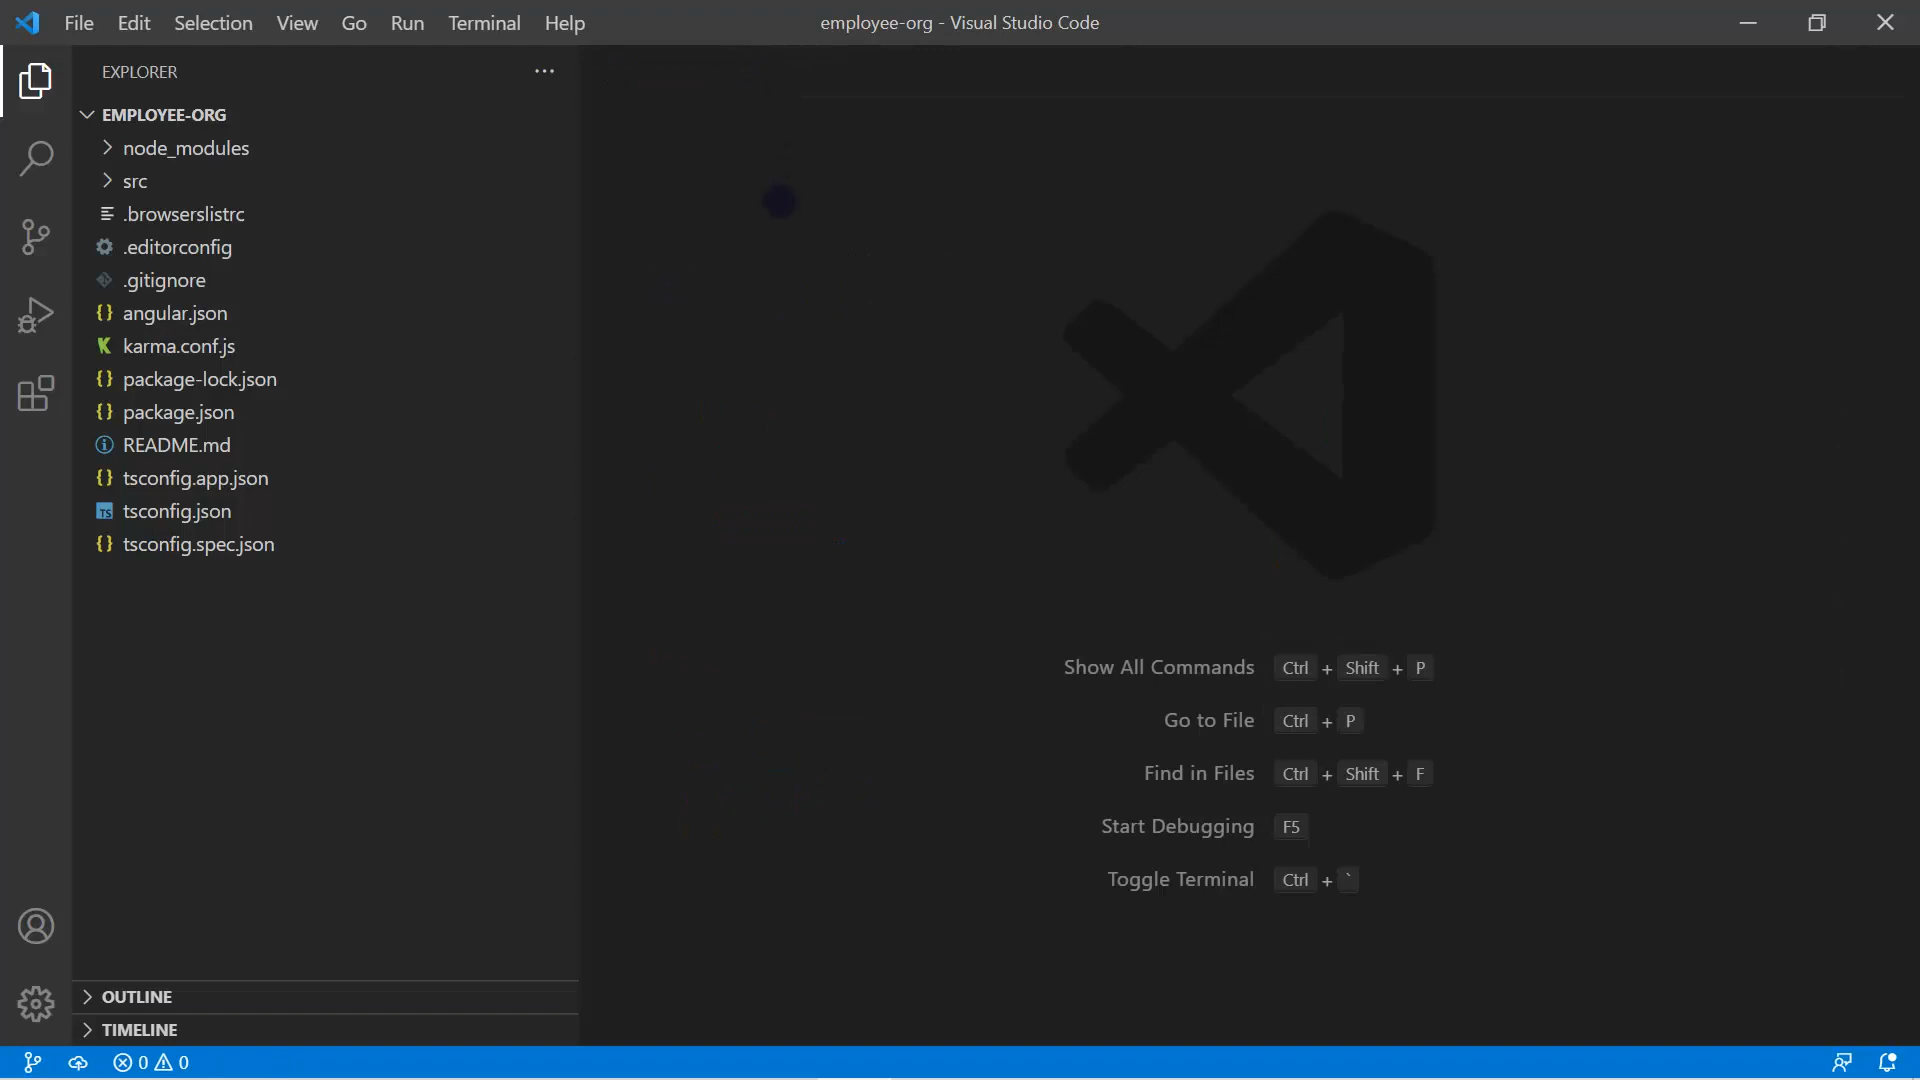 File Edit Selection View Go Run Terminal Help employee-org - Visual Studio Code
EXPLORER
EMPLOYEE-ORG
node_modules
src
.browserslistrc
.editorconfig
.gitignore
angular.json
karma.conf.js
package-lock.json
package.json
README.md
tsconfig.app.json
TS tsconfig.json
tsconfig.spec.json
Show All Commands Ctrl + Shift + P
Go to File Ctrl + P
Find in Files Ctrl + Shift + F
Start Debugging F5
Toggle Terminal Ctrl + `
OUTLINE
TIMELINE
0 0